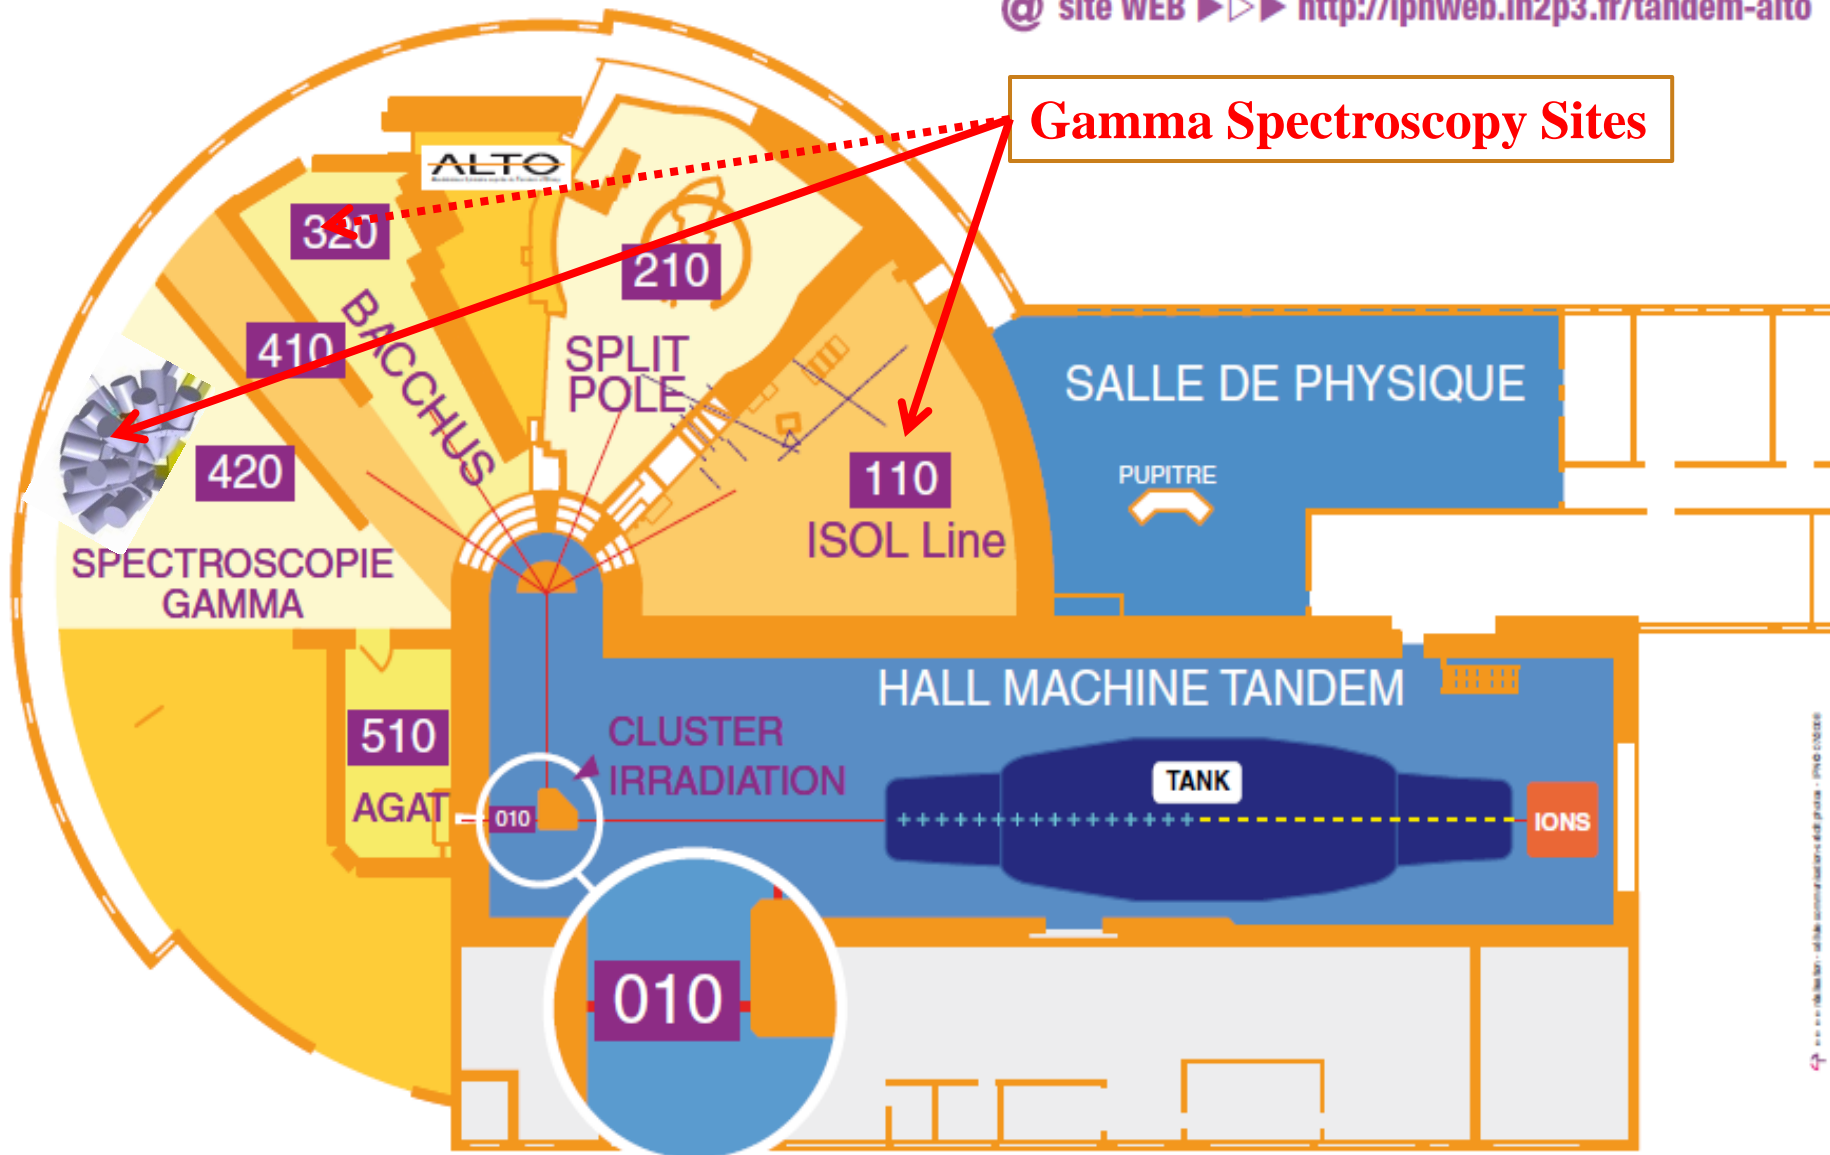 @ site WEB ▶▷▶ http://ipnweb.in2p3.fr/tandem-alto
Gamma Spectroscopy Sites
ALTO
320
210
410
BACCHUS
SPLIT
POLE
SALLE DE PHYSIQUE
420
110
PUPITRE
ISOL Line
SPECTROSCOPIE
GAMMA
HALL MACHINE TANDEM
510
CLUSTER
IRRADIATION
TANK
AGAT
010
IONS
010